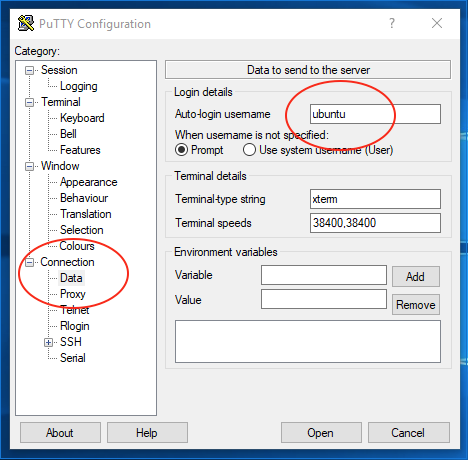 PuTTY Configuration
?
Category:
Session
Logging
Terminal
Keyboard
Bell
Features
Window
Appearance
Behaviour
Translation
Selection
Colours
Connection
Data
Proxy
Telnet
Rlogin
SSH
Serial
Data to send to the server
Login details
Auto-login username ubuntu
When username is not specified:
Prompt Use system username (User)
Terminal details
Terminal-type string xterm
Terminal speeds 38400,38400
Environment variables
Variable Add
Value Remove
About Help Open Cancel